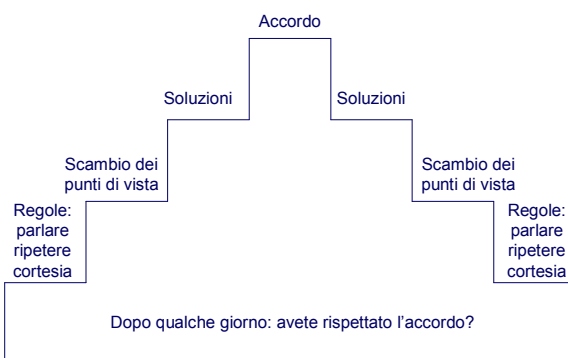 Accordo
Soluzioni
Soluzioni
Scambio dei
punti di vista
Scambio dei
punti di vista
Regole:
parlare
ripetere
cortesia
Regole:
parlare
ripetere
cortesia
Dopo qualche giorno: avete rispettato l’accordo?